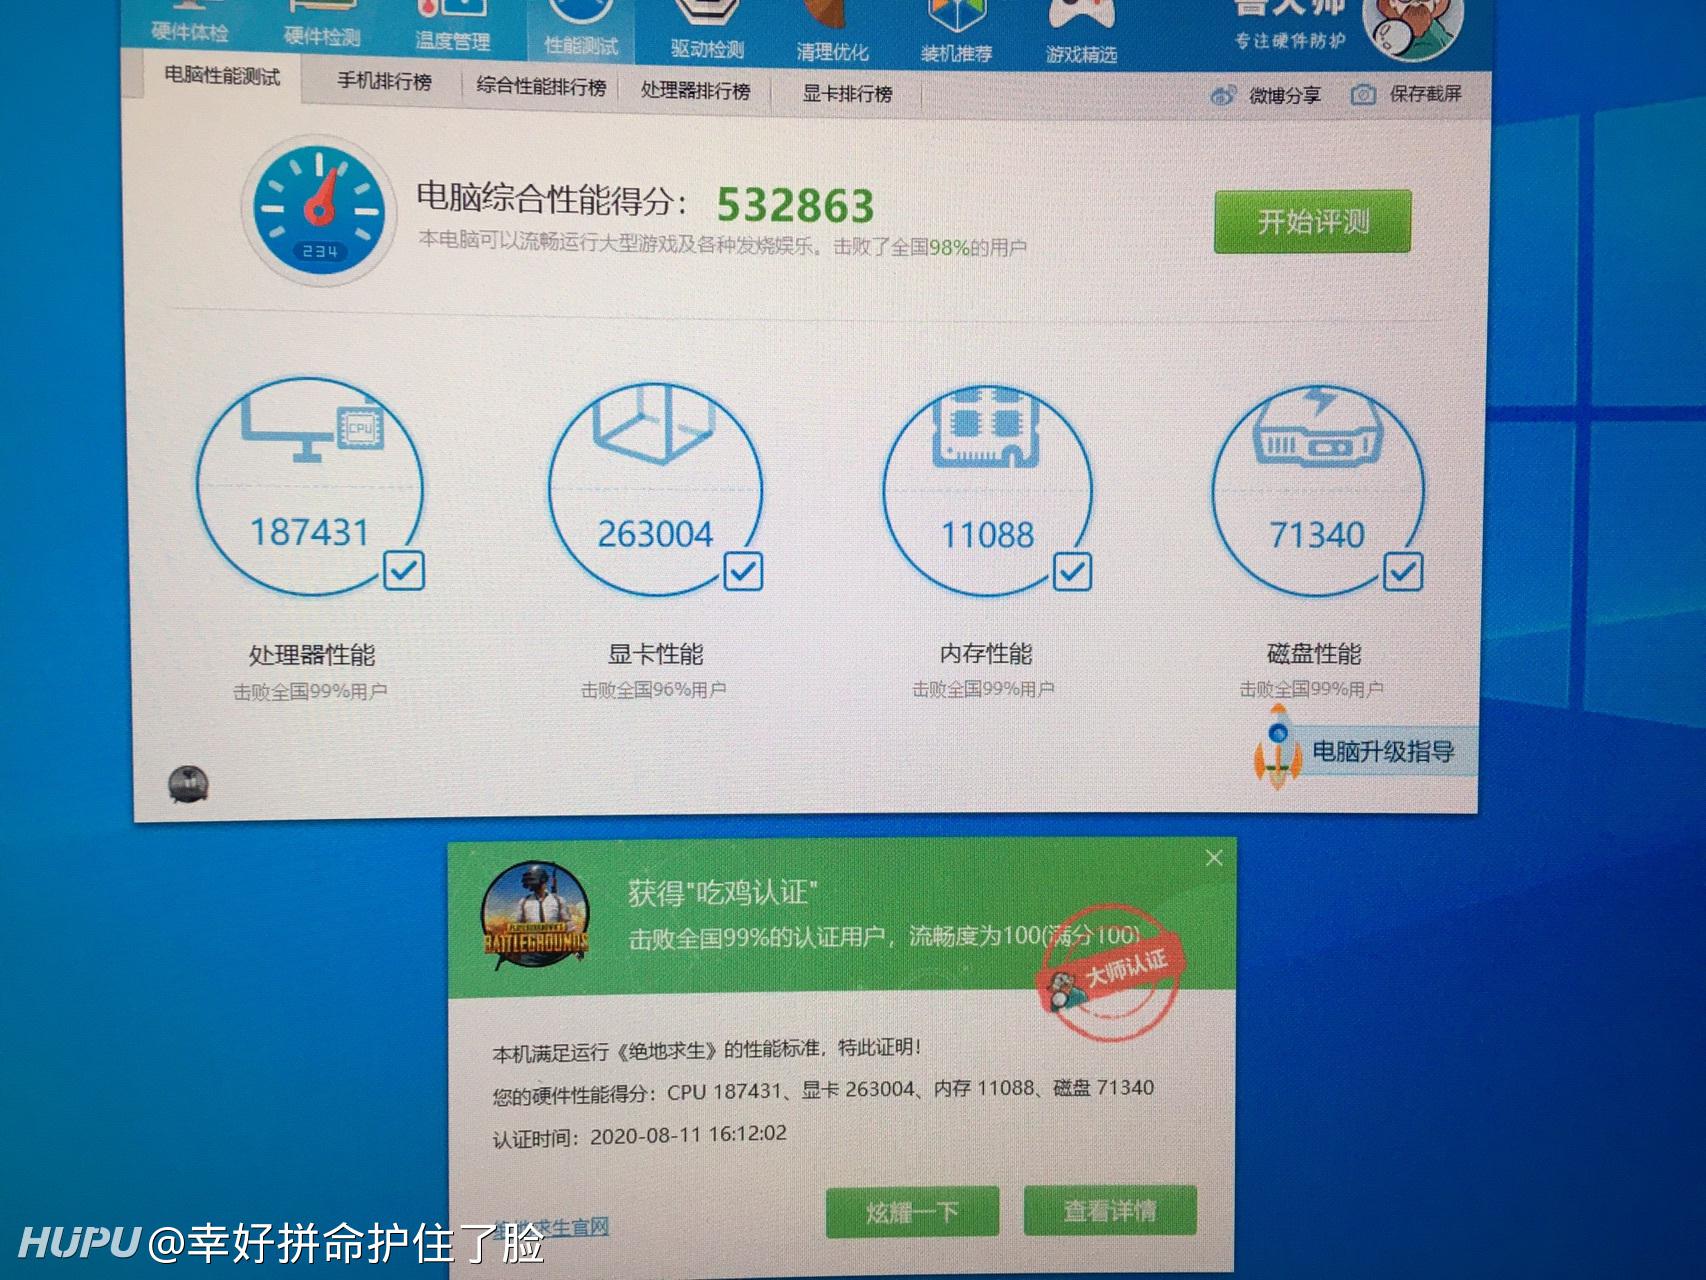 硬件体检 硬件检测 温度管理 性能测试 驱动检测 清理优化 装机推荐 游戏精选
鲁大师
专注硬件防护
电脑性能测试 手机排行榜 综合性能排行榜 处理器排行榜 显卡排行榜 微博分享 保存截屏
234
电脑综合性能得分： 532863
本电脑可以流畅运行大型游戏及各种发烧娱乐。击败了全国98%的用户
开始评测
CPU
187431 263004 11088 71340
处理器性能 显卡性能 内存性能 磁盘性能
击败全国99%用户 击败全国96%用户 击败全国99%用户 击败全国99%用户
电脑升级指导
获得"吃鸡认证"
击败全国99%的认证用户，流畅度为100(满分100)
BATTLEGROUNDS
大师认证
本机满足运行《绝地求生》的性能标准，特此证明！
您的硬件性能得分：CPU 187431、显卡 263004、内存 11088、磁盘 71340
认证时间：2020-08-11 16:12:02
炫耀一下 查看详情
绝地求生官网
HUPU @幸好拼命护住了脸